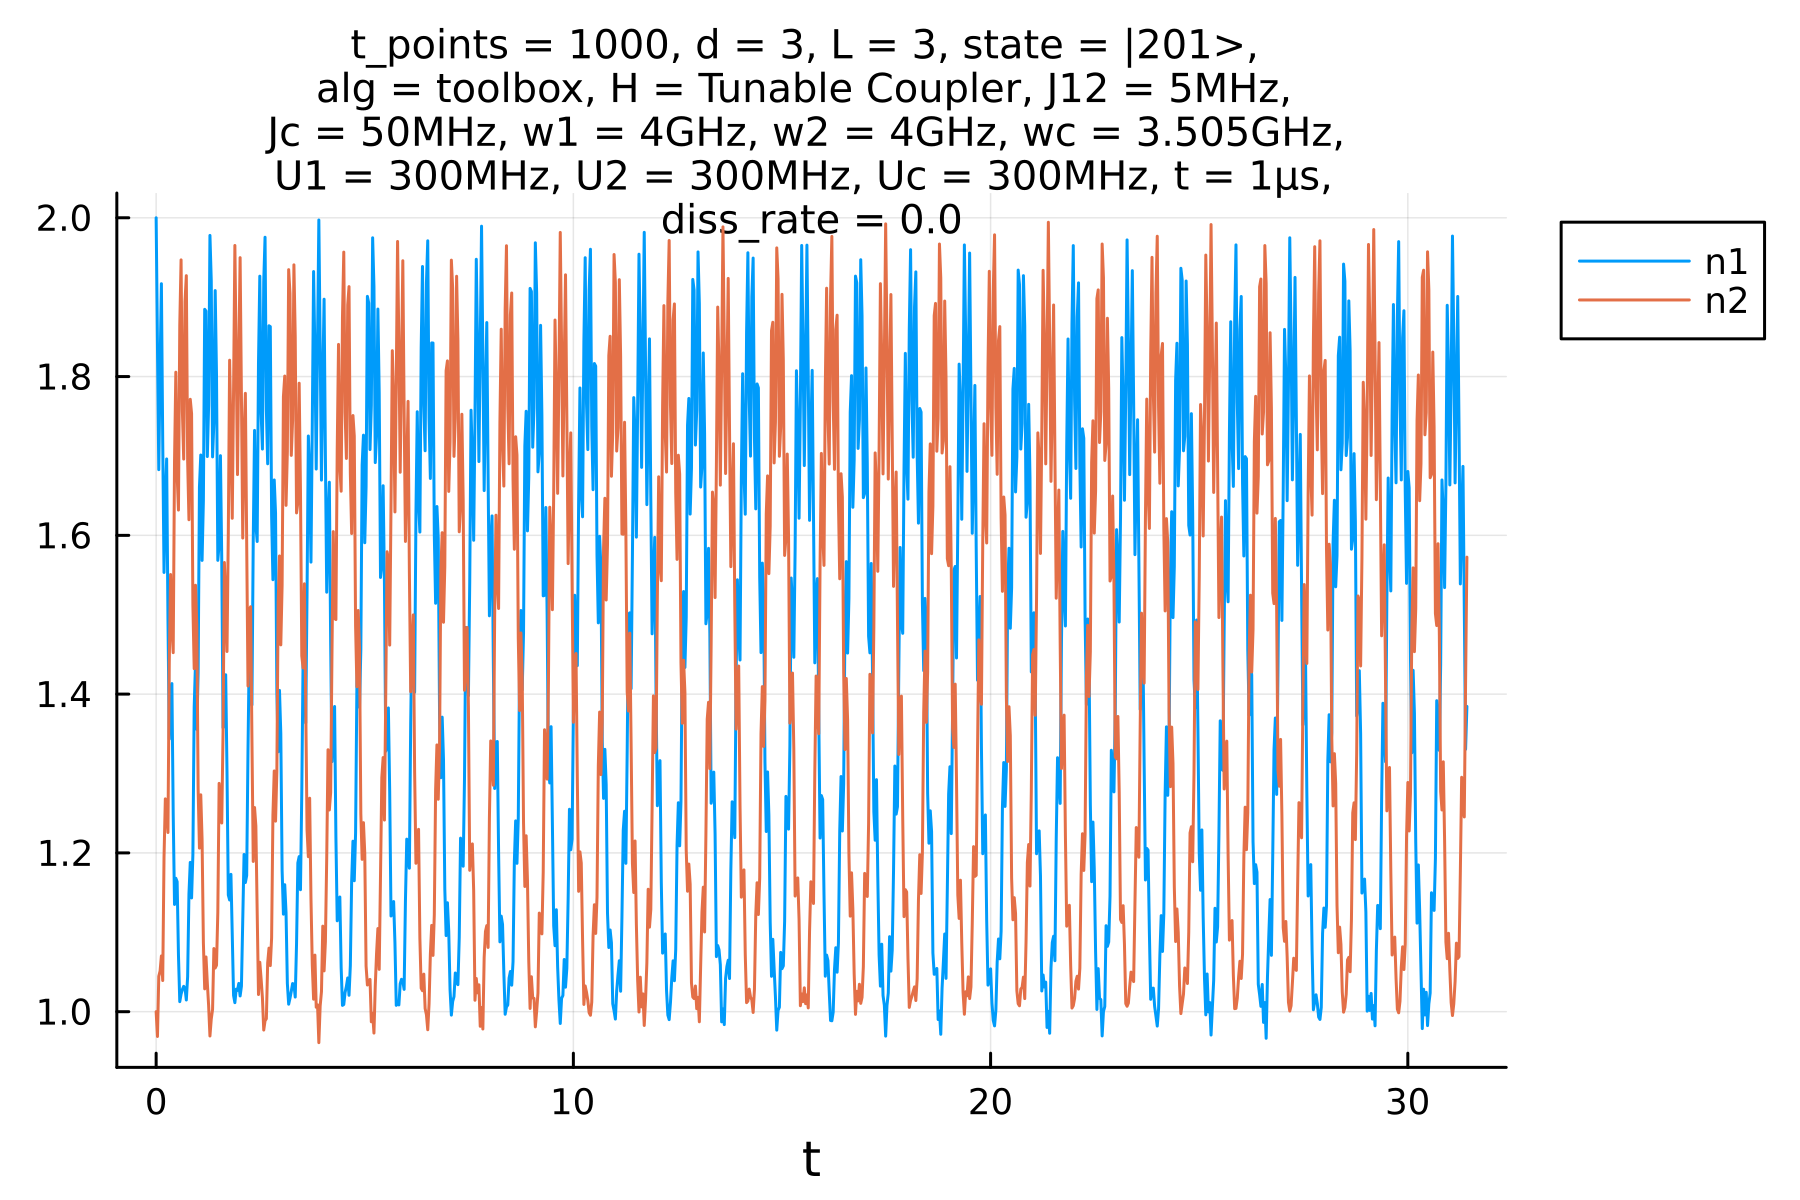 t_points = 1000, d = 3, L = 3, state = |201>,
alg = toolbox, H = Tunable Coupler, J12 = 5MHz,
Jc = 50MHz, w1 = 4GHz, w2 = 4GHz, wc = 3.505GHz,
U1 = 300MHz, U2 = 300MHz, Uc = 300MHz, t = 1μs,
diss_rate = 0.0
2.0
1.8
1.6
1.4
1.2
1.0
n1
n2
0 10 20 30
t